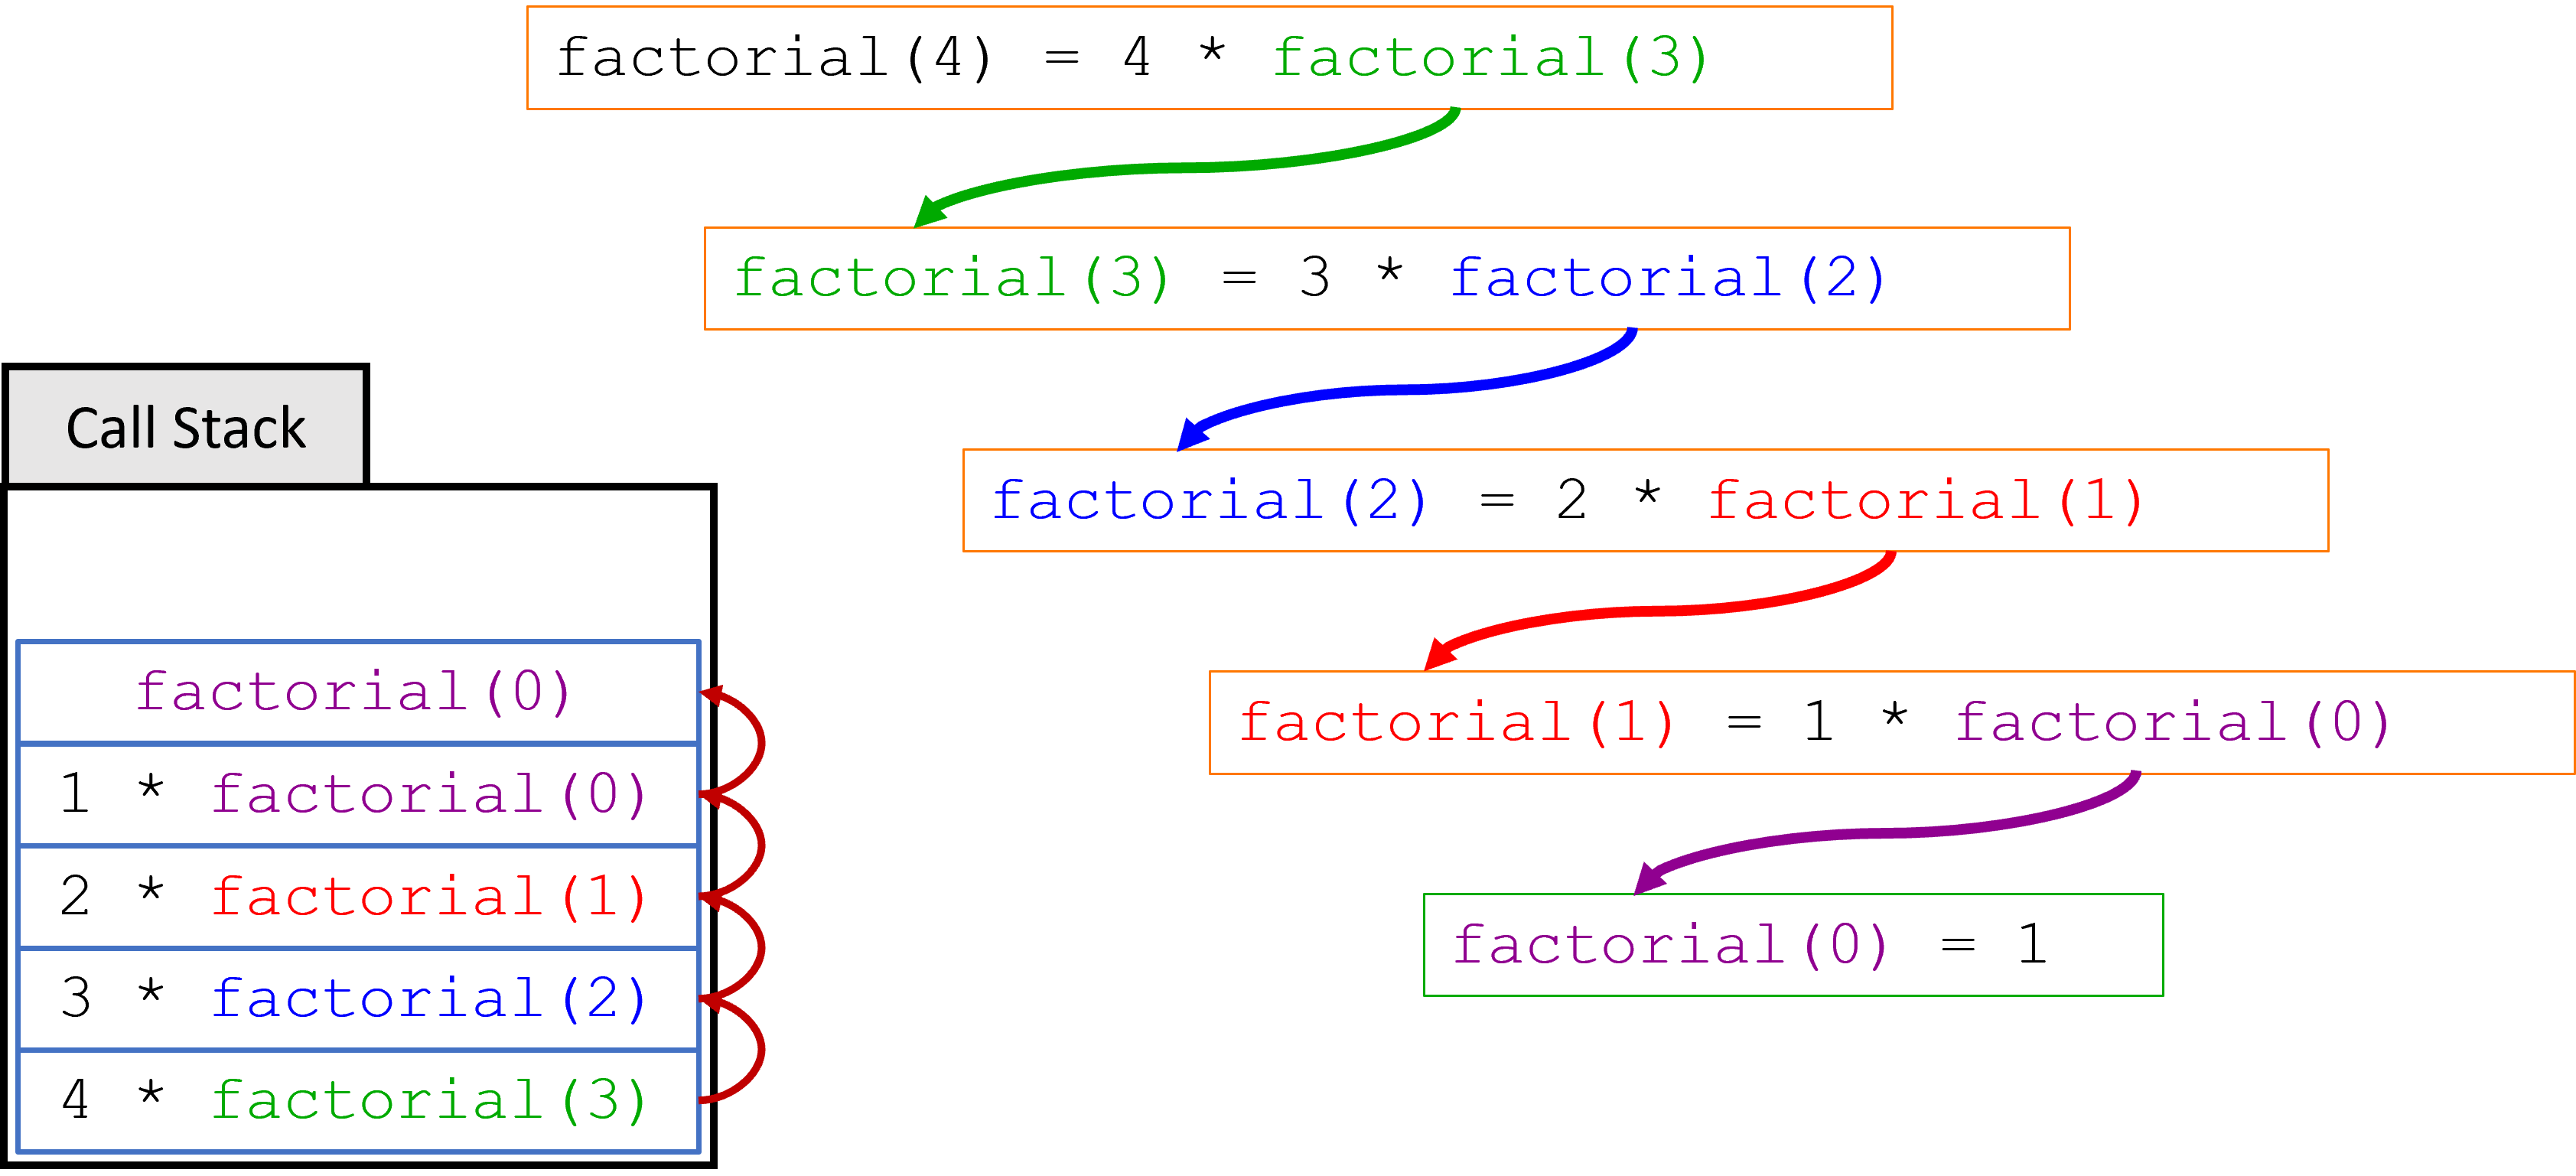 factorial(4) = 4 * factorial(3)
factorial(3) = 3 * factorial(2)
factorial(2) = 2 * factorial(1)
factorial(1) = 1 * factorial(0)
factorial(0) = 1
Call Stack
factorial(0)
1 * factorial(0)
2 * factorial(1)
3 * factorial(2)
4 * factorial(3)